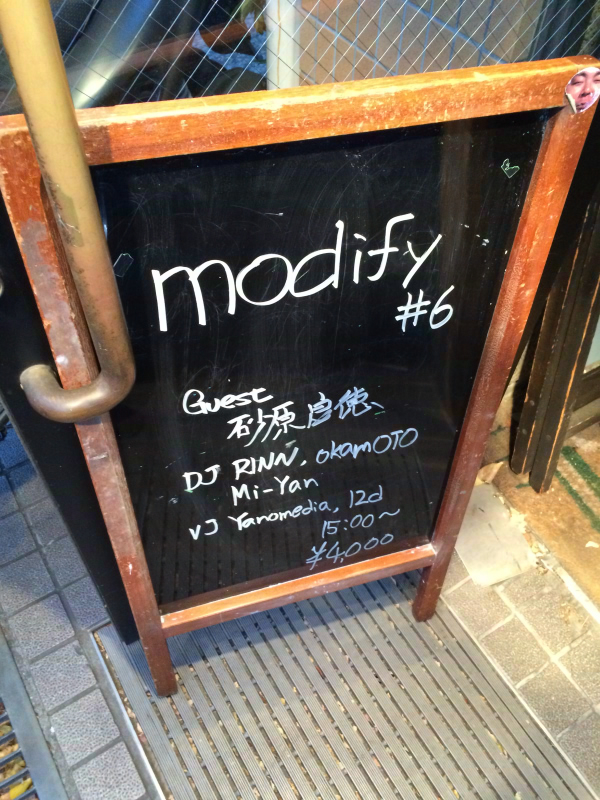 modify
#6
Guest
砂原良徳
DJ RINN, OKAMOTO
Mi-Yan
VJ Yanomedia, 12d
15:00〜
¥4,000